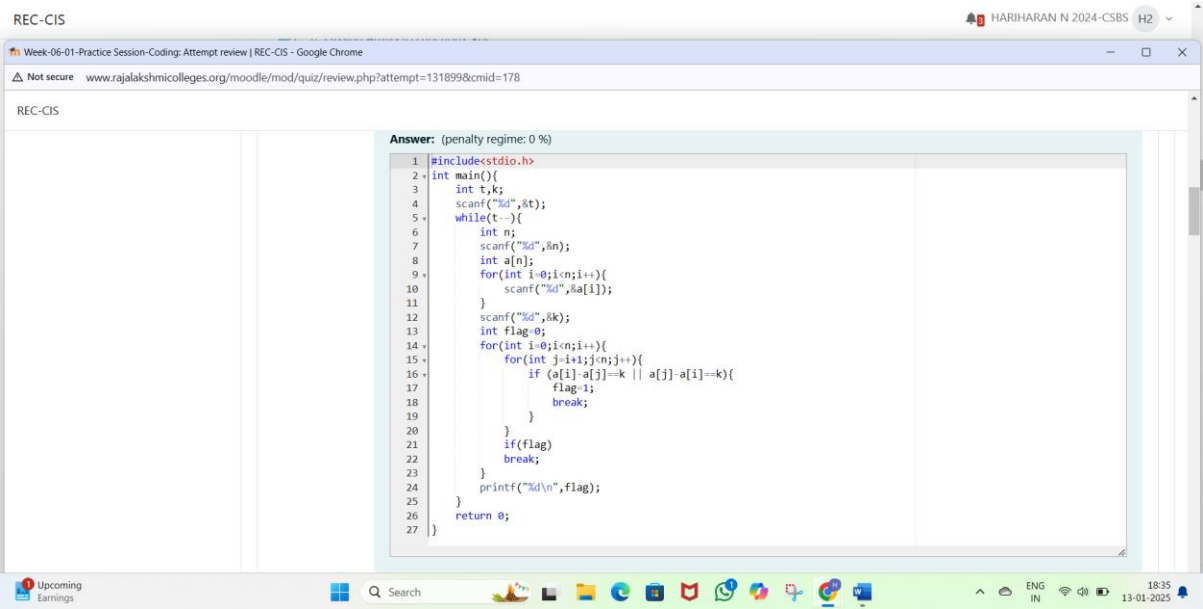 REC-CIS
3 HARIHARAN N 2024-CSBS H2
Week-06-01-Practice Session-Coding: Attempt review | REC-CIS - Google Chrome
Not secure www.rajalakshmicolleges.org/moodle/mod/quiz/review.php?attempt=131899&cmid=178
REC-CIS
Answer: (penalty regime: 0 %)
1 #include<stdio.h>
2 int main(){
3 int t,k;
4 scanf("%d",&t);
5 while(t--){
6 int n;
7 scanf("%d",&n);
8 int a[n];
9 for(int i=0;i<n;i++){
10 scanf("%d",&a[i]);
11 }
12 scanf("%d",&k);
13 int flag=0;
14 for(int i=0;i<n;i++){
15 for(int j=i+1;j<n;j++){
16 if (a[i]-a[j]==k || a[j]-a[i]==k){
17 flag=1;
18 break;
19 }
20 }
21 if(flag)
22 break;
23 }
24 printf("%d\n",flag);
25 }
26 return 0;
27 }
1 Upcoming
Earnings
Search
1
ENG
IN
18:35
13-01-2025